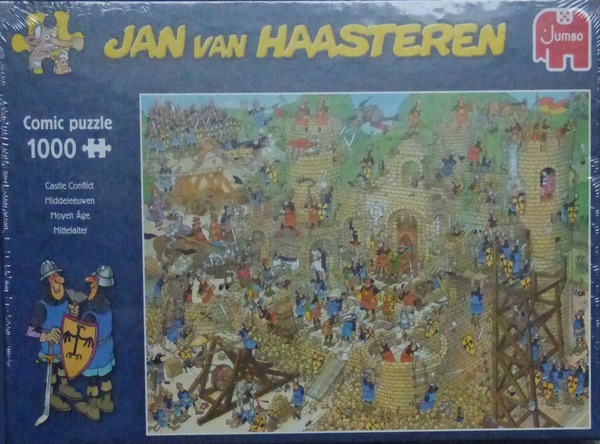 JAN VAN HAASTEREN
Jumbo
Comic puzzle
1000
Castle Conflict
Middeleeuwen
Moyen Âge
Mittelalter